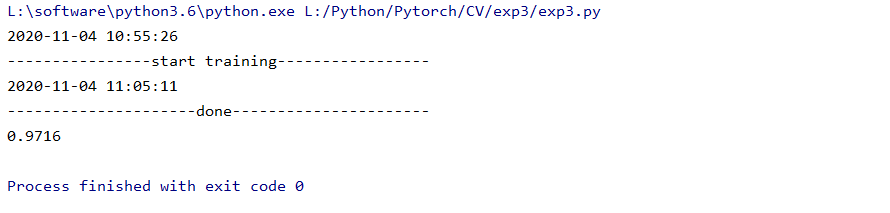 L:\software\python3.6\python.exe L:/Python/Pytorch/CV/exp3/exp3.py
2020-11-04 10:55:26
----------------start training-----------------
2020-11-04 11:05:11
---------------------done----------------------
0.9716
Process finished with exit code 0